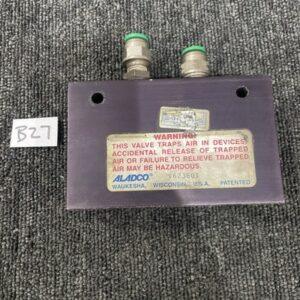 B27
WARNING!
THIS VALVE TRAPS AIR IN DEVICES.
ACCIDENTAL RELEASE OF TRAPPED
AIR OR FAILURE TO RELIEVE TRAPPED
AIR MAY BE HAZARDOUS.
ALADCO
WAUKESHA, WISCONSIN, U.S.A. PATENTED